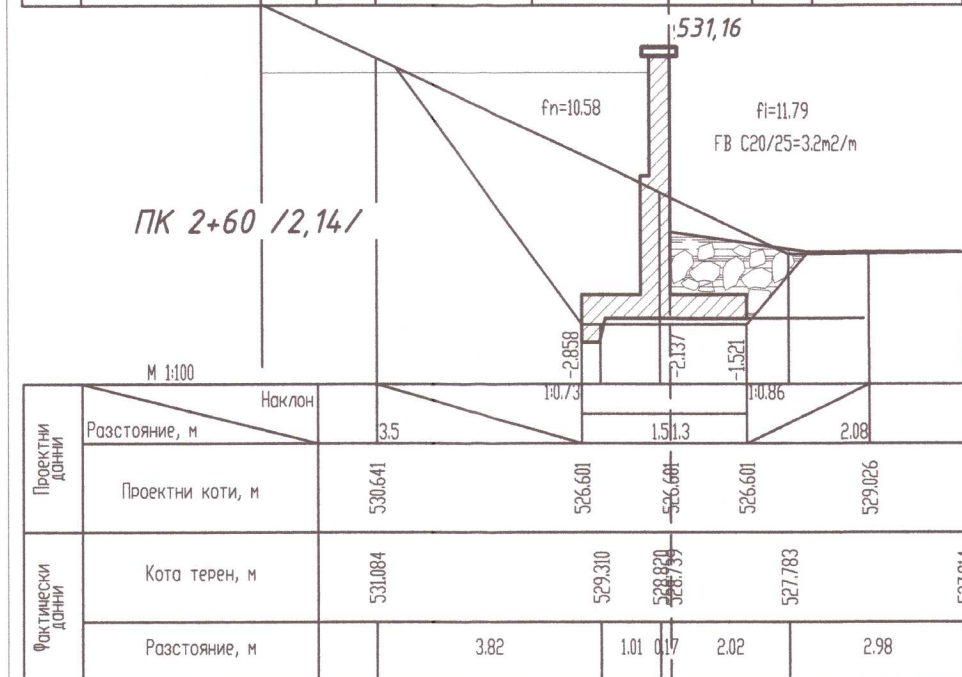 531,16
fn=10.58
fi=11.79
FB C20/25=3.2m2/m
ПК 2+60 /2,14/
-2.858
-2.137
-1.521
М 1:100
Проектни данни
Наклон
1:0.73
1:0.86
Разстояние, м
3.5
1.5
1.3
2.08
Проектни коти, м
530.641
526.601
526.601
526.601
529.026
Фактически данни
Кота терен, м
531.084
529.310
528.820
528.739
527.783
Разстояние, м
3.82
1.01
0.17
2.02
2.98